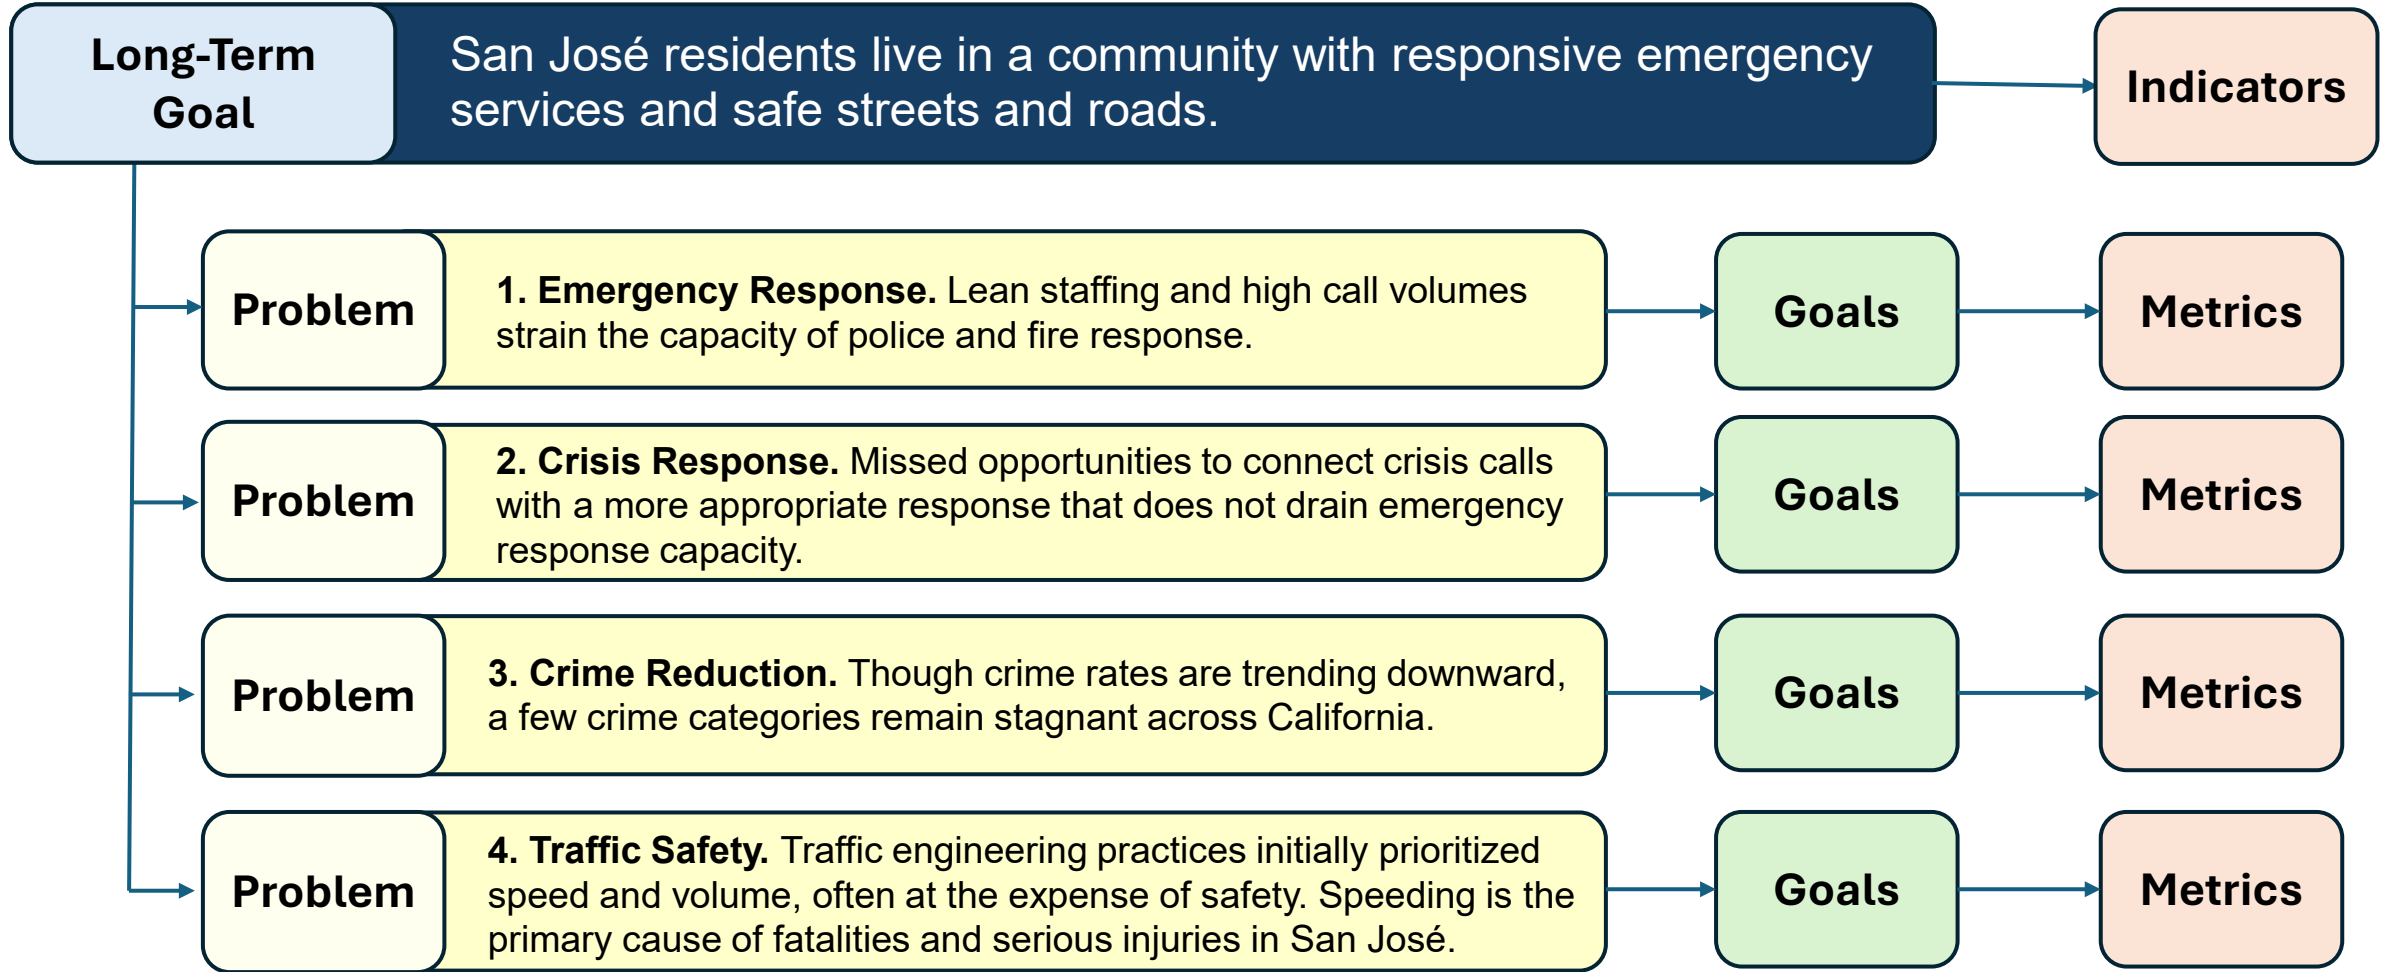 Long-Term
Goal
San José residents live in a community with responsive emergency
services and safe streets and roads.
Indicators
Problem
1. Emergency Response. Lean staffing and high call volumes
strain the capacity of police and fire response.
Goals
Metrics
Problem
2. Crisis Response. Missed opportunities to connect crisis calls
with a more appropriate response that does not drain emergency
response capacity.
Goals
Metrics
Problem
3. Crime Reduction. Though crime rates are trending downward,
a few crime categories remain stagnant across California.
Goals
Metrics
Problem
4. Traffic Safety. Traffic engineering practices initially prioritized
speed and volume, often at the expense of safety. Speeding is the
primary cause of fatalities and serious injuries in San José.
Goals
Metrics